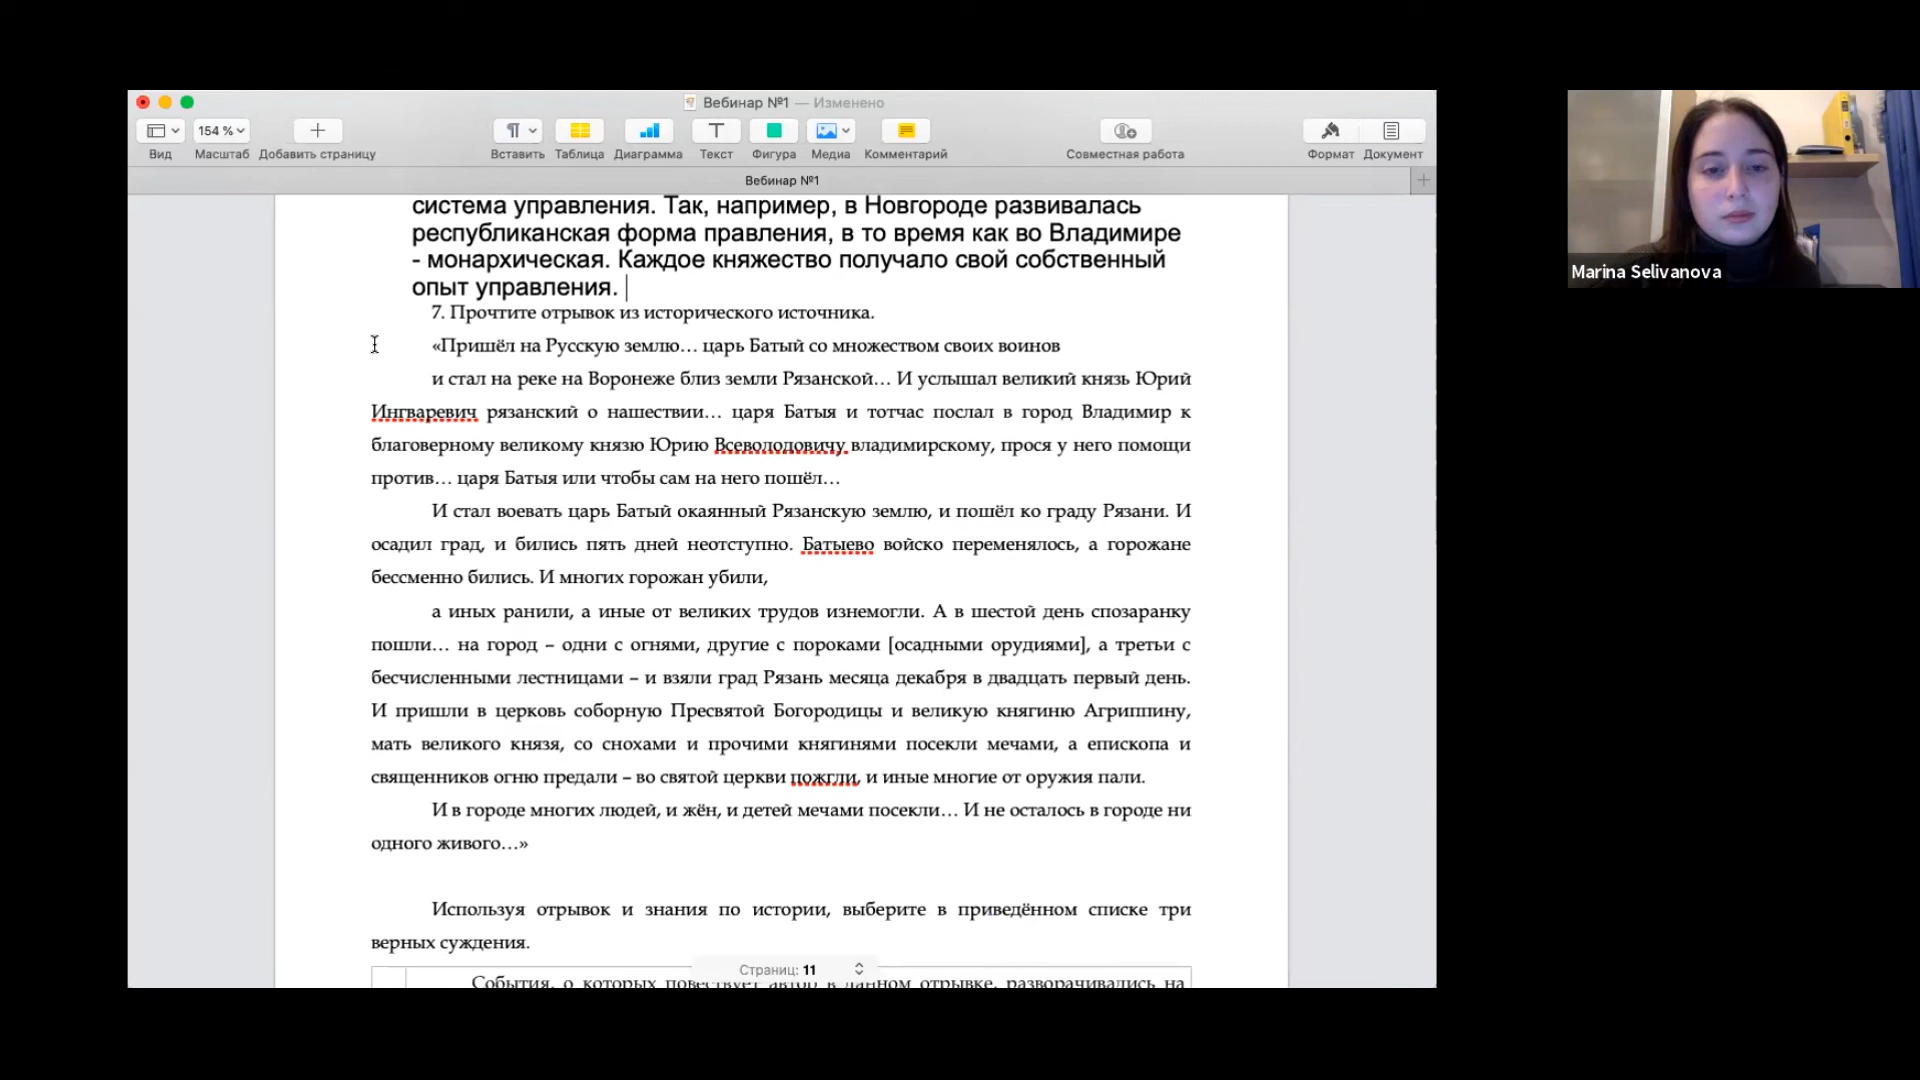 Вебинар №1 — Изменено
154 %
Вид
Масштаб
Добавить страницу
Вставить
Таблица
Диаграмма
Текст
Фигура
Медиа
Комментарий
Совместная работа
Формат
Документ
Вебинар №1
система управления. Так, например, в Новгороде развивалась
республиканская форма правления, в то время как во Владимире
- монархическая. Каждое княжество получало свой собственный
опыт управления.
7. Прочтите отрывок из исторического источника.
«Пришёл на Русскую землю… царь Батый со множеством своих воинов
и стал на реке на Воронеже близ земли Рязанской… И услышал великий князь Юрий
Ингваревич рязанский о нашествии… царя Батыя и тотчас послал в город Владимир к
благоверному великому князю Юрию Всеволодовичу владимирскому, прося у него помощи
против… царя Батыя или чтобы сам на него пошёл…
И стал воевать царь Батый окаянный Рязанскую землю, и пошёл ко граду Рязани. И
осадил град, и бились пять дней неотступно. Батыево войско переменялось, а горожане
бессменно бились. И многих горожан убили,
а иных ранили, а иные от великих трудов изнемогли. А в шестой день спозаранку
пошли… на город – одни с огнями, другие с пороками [осадными орудиями], а третьи с
бесчисленными лестницами – и взяли град Рязань месяца декабря в двадцать первый день.
И пришли в церковь соборную Пресвятой Богородицы и великую княгиню Агриппину,
мать великого князя, со снохами и прочими княгинями посекли мечами, а епископа и
священников огню предали – во святой церкви пожгли, и иные многие от оружия пали.
И в городе многих людей, и жён, и детей мечами посекли… И не осталось в городе ни
одного живого…»
Используя отрывок и знания по истории, выберите в приведённом списке три
верных суждения.
События, о которых повествует автор в данном отрывке, разворачивались на
Страниц: 11
Marina Selivanova